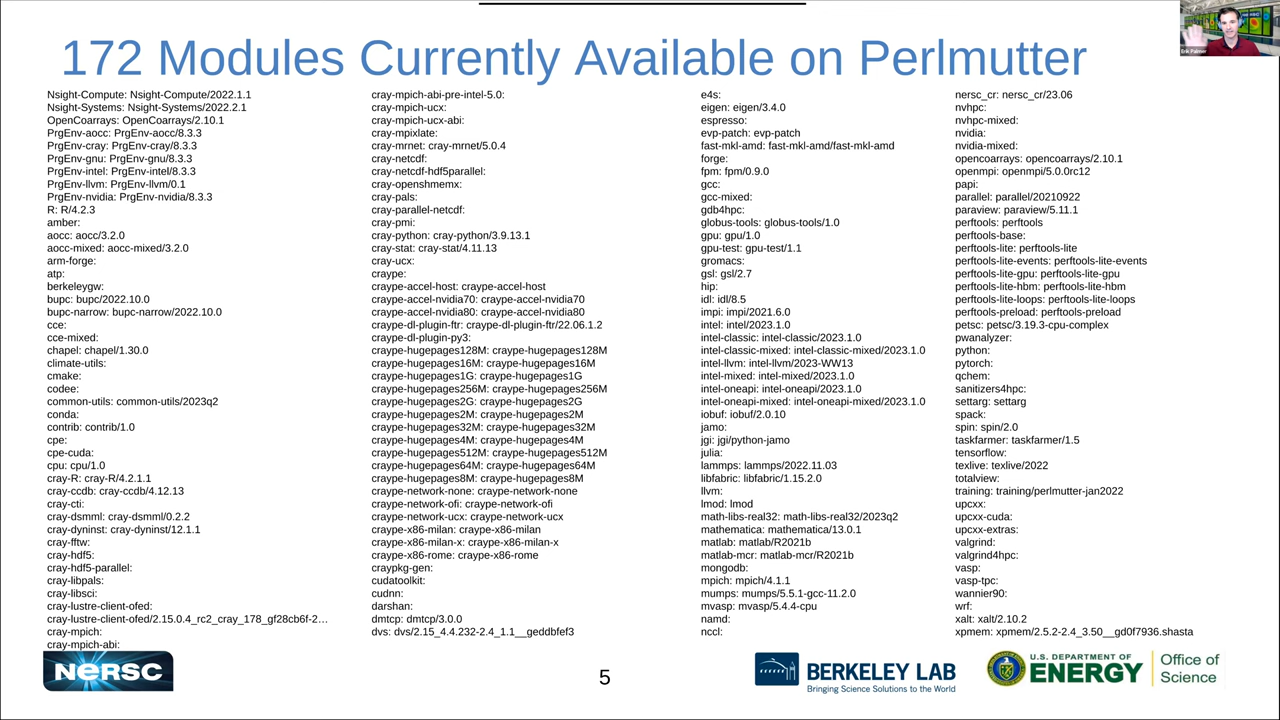 172 Modules Currently Available on Perlmutter
Erik Palmer
Nsight-Compute: Nsight-Compute/2022.1.1
Nsight-Systems: Nsight-Systems/2022.2.1
OpenCoarrays: OpenCoarrays/2.10.1
PrgEnv-aocc: PrgEnv-aocc/8.3.3
PrgEnv-cray: PrgEnv-cray/8.3.3
PrgEnv-gnu: PrgEnv-gnu/8.3.3
PrgEnv-intel: PrgEnv-intel/8.3.3
PrgEnv-llvm: PrgEnv-llvm/0.1
PrgEnv-nvidia: PrgEnv-nvidia/8.3.3
R: R/4.2.3
amber:
aocc: aocc/3.2.0
aocc-mixed: aocc-mixed/3.2.0
arm-forge:
atp:
berkeleygw:
bupc: bupc/2022.10.0
bupc-narrow: bupc-narrow/2022.10.0
cce:
cce-mixed:
chapel: chapel/1.30.0
climate-utils:
cmake:
codee:
common-utils: common-utils/2023q2
conda:
contrib: contrib/1.0
cpe:
cpe-cuda:
cpu: cpu/1.0
cray-R: cray-R/4.2.1.1
cray-ccdb: cray-ccdb/4.12.13
cray-cti:
cray-dsmml: cray-dsmml/0.2.2
cray-dyninst: cray-dyninst/12.1.1
cray-fftw:
cray-hdf5:
cray-hdf5-parallel:
cray-libpals:
cray-libsci:
cray-lustre-client-ofed:
cray-lustre-client-ofed/2.15.0.4_rc2_cray_178_gf28cb6f-2…
cray-mpich:
cray-mpich-abi:
cray-mpich-abi-pre-intel-5.0:
cray-mpich-ucx:
cray-mpich-ucx-abi:
cray-mpixlate:
cray-mrnet: cray-mrnet/5.0.4
cray-netcdf:
cray-netcdf-hdf5parallel:
cray-openshmemx:
cray-pals:
cray-parallel-netcdf:
cray-pmi:
cray-python: cray-python/3.9.13.1
cray-stat: cray-stat/4.11.13
cray-ucx:
craype:
craype-accel-host: craype-accel-host
craype-accel-nvidia70: craype-accel-nvidia70
craype-accel-nvidia80: craype-accel-nvidia80
craype-dl-plugin-ftr: craype-dl-plugin-ftr/22.06.1.2
craype-dl-plugin-py3:
craype-hugepages128M: craype-hugepages128M
craype-hugepages16M: craype-hugepages16M
craype-hugepages1G: craype-hugepages1G
craype-hugepages256M: craype-hugepages256M
craype-hugepages2G: craype-hugepages2G
craype-hugepages2M: craype-hugepages2M
craype-hugepages32M: craype-hugepages32M
craype-hugepages4M: craype-hugepages4M
craype-hugepages512M: craype-hugepages512M
craype-hugepages64M: craype-hugepages64M
craype-hugepages8M: craype-hugepages8M
craype-network-none: craype-network-none
craype-network-ofi: craype-network-ofi
craype-network-ucx: craype-network-ucx
craype-x86-milan: craype-x86-milan
craype-x86-milan-x: craype-x86-milan-x
craype-x86-rome: craype-x86-rome
craypkg-gen:
cudatoolkit:
cudnn:
darshan:
dmtcp: dmtcp/3.0.0
dvs: dvs/2.15_4.4.232-2.4_1.1__geddbfef3
e4s:
eigen: eigen/3.4.0
espresso:
evp-patch: evp-patch
fast-mkl-amd: fast-mkl-amd/fast-mkl-amd
forge:
fpm: fpm/0.9.0
gcc:
gcc-mixed:
gdb4hpc:
globus-tools: globus-tools/1.0
gpu: gpu/1.0
gpu-test: gpu-test/1.1
gromacs:
gsl: gsl/2.7
hip:
idl: idl/8.5
impi: impi/2021.6.0
intel: intel/2023.1.0
intel-classic: intel-classic/2023.1.0
intel-classic-mixed: intel-classic-mixed/2023.1.0
intel-llvm: intel-llvm/2023-WW13
intel-mixed: intel-mixed/2023.1.0
intel-oneapi: intel-oneapi/2023.1.0
intel-oneapi-mixed: intel-oneapi-mixed/2023.1.0
iobuf: iobuf/2.0.10
jamo:
jgi: jgi/python-jamo
julia:
lammps: lammps/2022.11.03
libfabric: libfabric/1.15.2.0
llvm:
lmod: lmod
math-libs-real32: math-libs-real32/2023q2
mathematica: mathematica/13.0.1
matlab: matlab/R2021b
matlab-mcr: matlab-mcr/R2021b
mongodb:
mpich: mpich/4.1.1
mumps: mumps/5.5.1-gcc-11.2.0
mvasp: mvasp/5.4.4-cpu
namd:
nccl:
nersc_cr: nersc_cr/23.06
nvhpc:
nvhpc-mixed:
nvidia:
nvidia-mixed:
opencoarrays: opencoarrays/2.10.1
openmpi: openmpi/5.0.0rc12
papi:
parallel: parallel/20210922
paraview: paraview/5.11.1
perftools: perftools
perftools-base:
perftools-lite: perftools-lite
perftools-lite-events: perftools-lite-events
perftools-lite-gpu: perftools-lite-gpu
perftools-lite-hbm: perftools-lite-hbm
perftools-lite-loops: perftools-lite-loops
perftools-preload: perftools-preload
petsc: petsc/3.19.3-cpu-complex
pwanalyzer:
python:
pytorch:
qchem:
sanitizers4hpc:
settarg: settarg
spack:
spin: spin/2.0
taskfarmer: taskfarmer/1.5
tensorflow:
texlive: texlive/2022
totalview:
training: training/perlmutter-jan2022
upcxx:
upcxx-cuda:
upcxx-extras:
valgrind:
valgrind4hpc:
vasp:
vasp-tpc:
wannier90:
wrf:
xalt: xalt/2.10.2
xpmem: xpmem/2.5.2-2.4_3.50__gd0f7936.shasta
NERSC
5
BERKELEY LAB
Bringing Science Solutions to the World
U.S. DEPARTMENT OF
ENERGY
Office of
Science